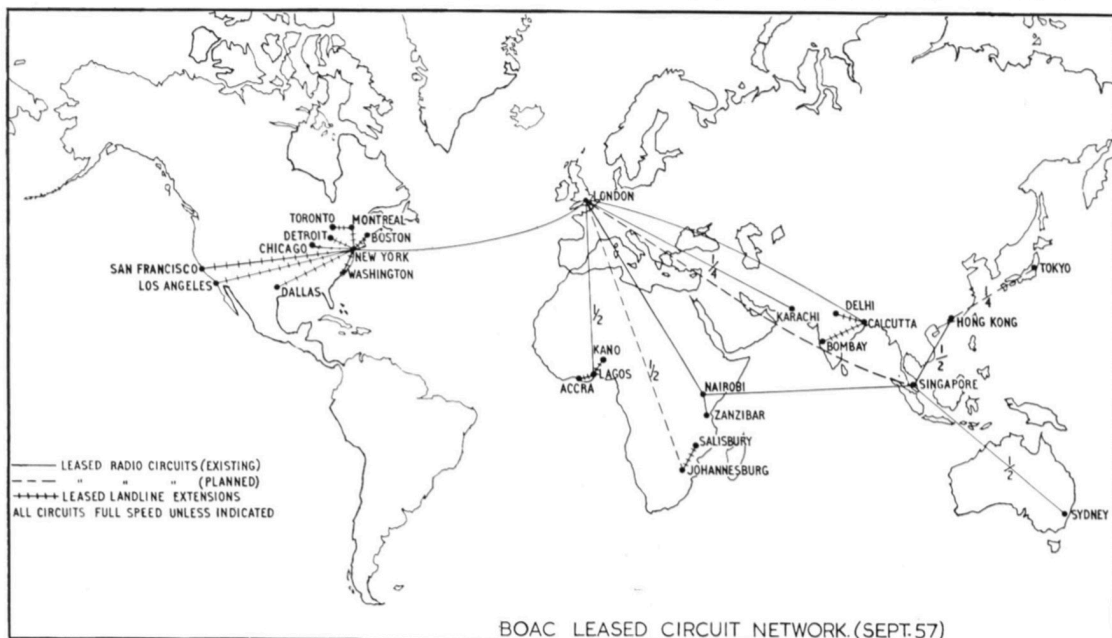 LONDON
TORONTO
MONTREAL
DETROIT
BOSTON
CHICAGO
NEW YORK
SAN FRANCISCO
WASHINGTON
LOS ANGELES
DALLAS
1/4
TOKYO
DELHI
1/4
KARACHI
CALCUTTA
HONG KONG
1/2
BOMBAY
1/2
KANO
1/2
LAGOS
ACCRA
NAIROBI
SINGAPORE
ZANZIBAR
SALISBURY
JOHANNESBURG
1/2
SYDNEY
LEASED RADIO CIRCUITS (EXISTING)
" " " (PLANNED)
LEASED LANDLINE EXTENSIONS
ALL CIRCUITS FULL SPEED UNLESS INDICATED
BOAC LEASED CIRCUIT NETWORK. (SEPT. 57)